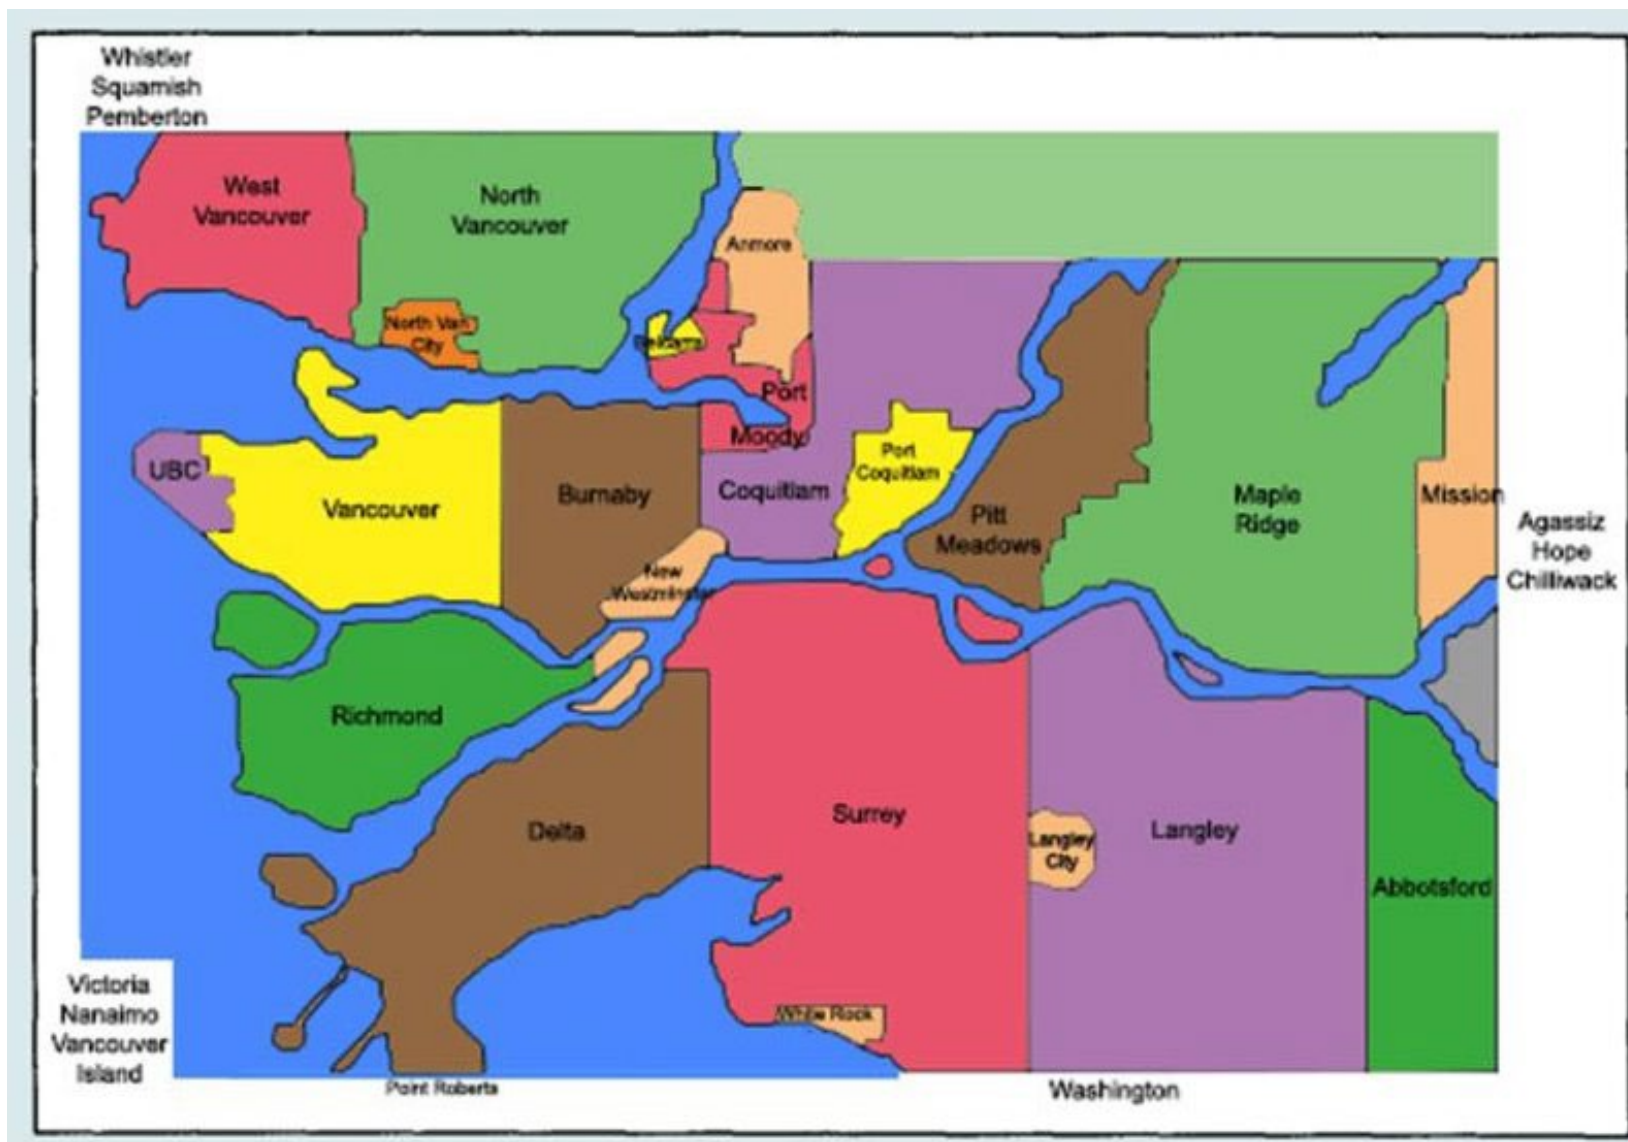 Whistler
Squamish
Pemberton
West
Vancouver
North
Vancouver
Anmore
North Van
City
Belcarra
Port
Moody
UBC
Vancouver
Burnaby
Coquitlam
Port
Coquitlam
Pitt
Meadows
Maple
Ridge
Mission
Agassiz
Hope
Chilliwack
New
Westminster
Richmond
Delta
Surrey
Langley
City
Langley
Abbotsford
White Rock
Victoria
Nanaimo
Vancouver
Island
Point Roberts
Washington